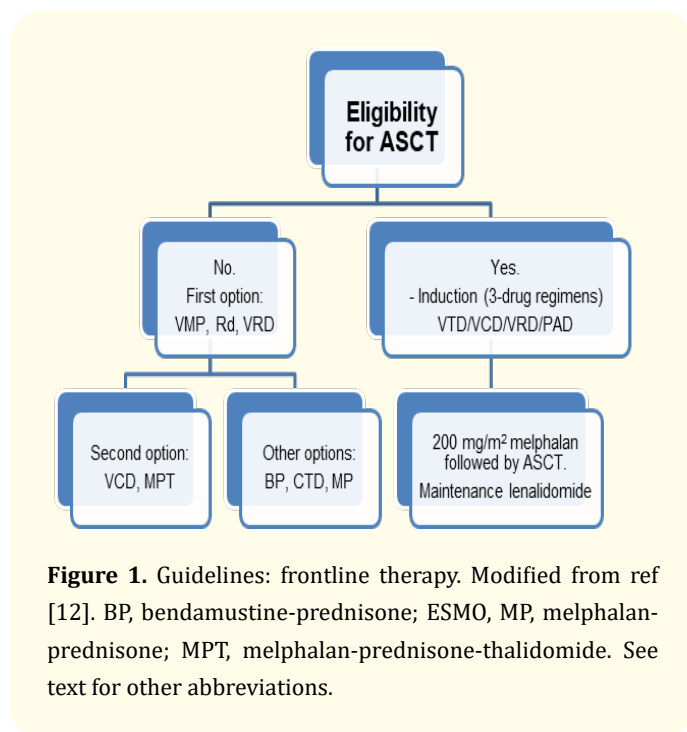 Eligibility
for ASCT
No.
First option:
VMP, Rd, VRD
Yes.
- Induction (3-drug regimens)
VTD/VCD/VRD/PAD
Second option:
VCD, MPT
Other options:
BP, CTD, MP
200 mg/m² melphalan
followed by ASCT.
Maintenance lenalidomide
Figure 1. Guidelines: frontline therapy. Modified from ref
[12]. BP, bendamustine-prednisone; ESMO, MP, melphalan-
prednisone; MPT, melphalan-prednisone-thalidomide. See
text for other abbreviations.